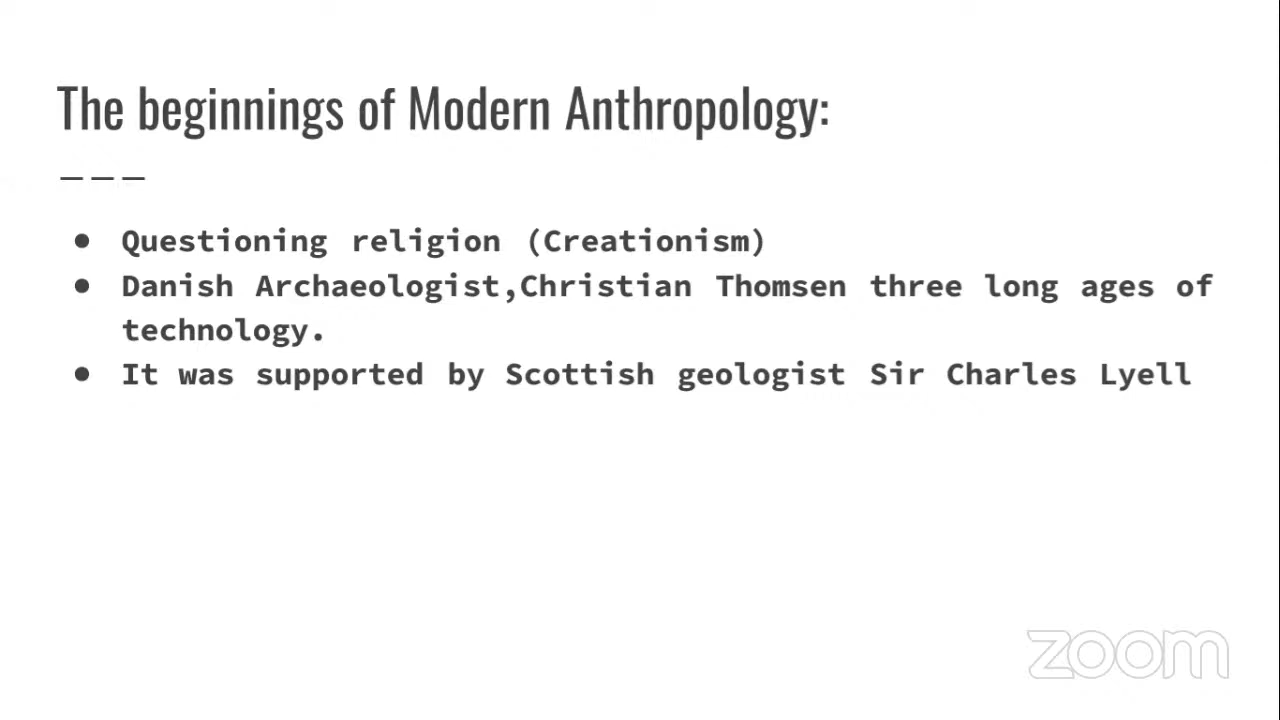 The beginnings of Modern Anthropology:
● Questioning religion (Creationism)
● Danish Archaeologist,Christian Thomsen three long ages of
technology.
● It was supported by Scottish geologist Sir Charles Lyell
zoom